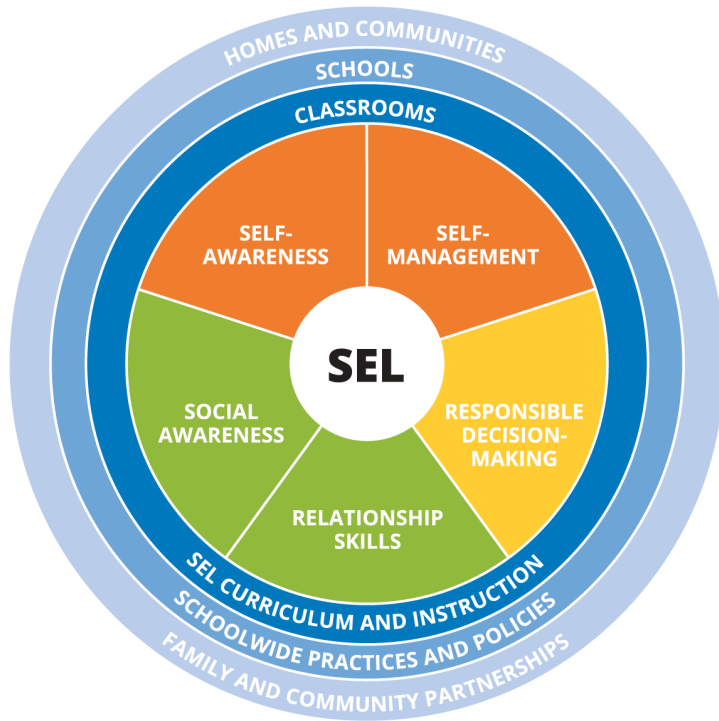 HOMES AND COMMUNITIES
SCHOOLS
CLASSROOMS
SELF-
AWARENESS
SELF-
MANAGEMENT
SEL
SOCIAL
AWARENESS
RESPONSIBLE
DECISION-
MAKING
RELATIONSHIP
SKILLS
SEL CURRICULUM AND INSTRUCTION
SCHOOLWIDE PRACTICES AND POLICIES
FAMILY AND COMMUNITY PARTNERSHIPS